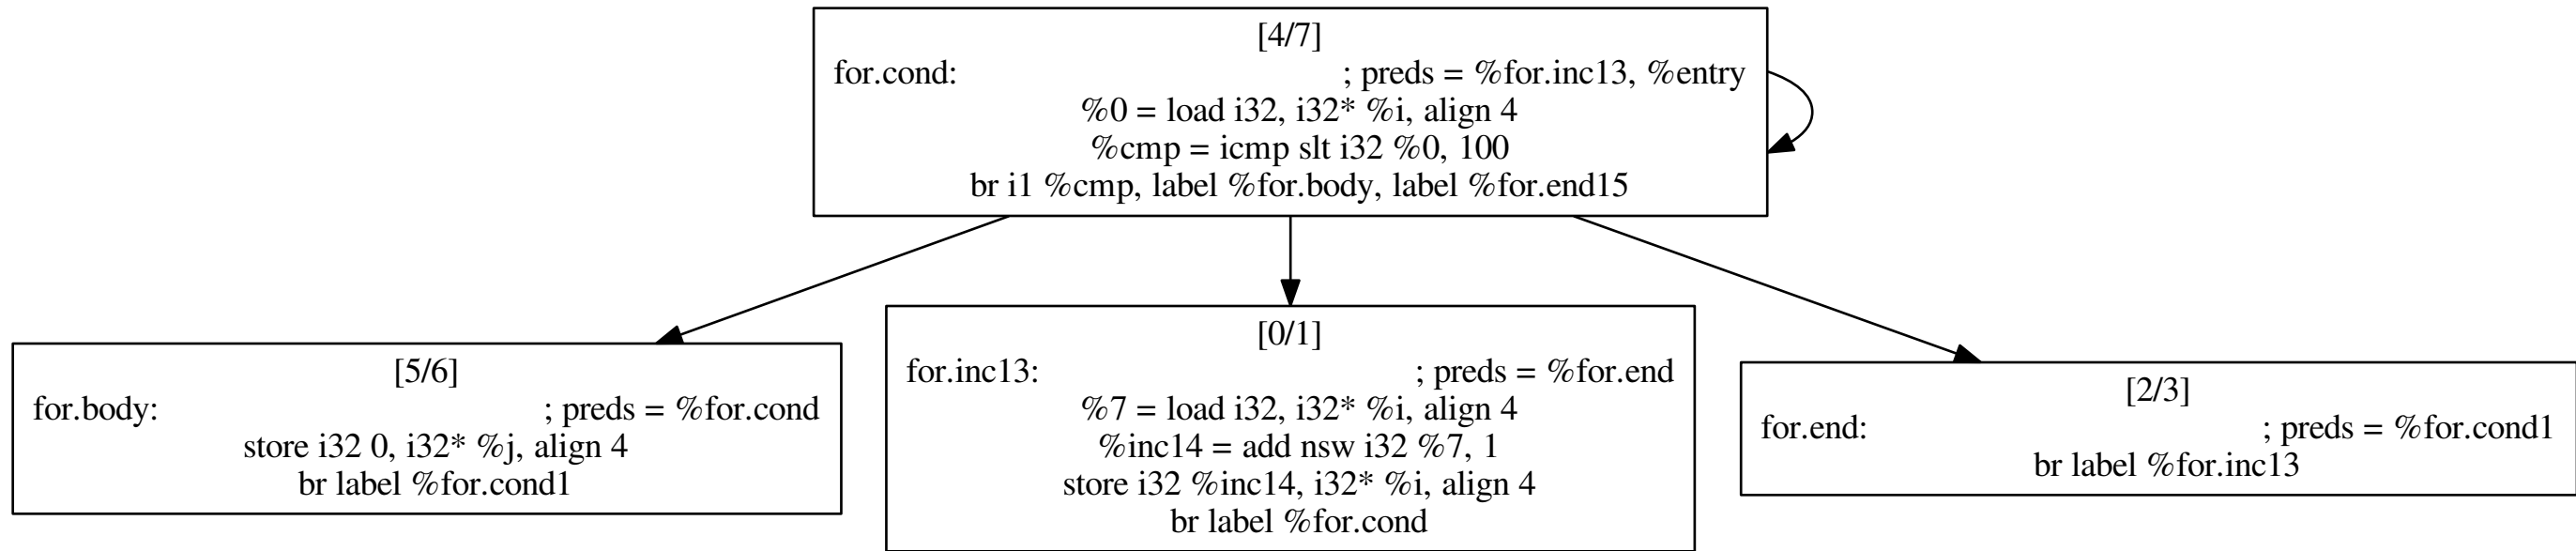 [4/7]
for.cond: ; preds = %for.inc13, %entry
%0 = load i32, i32* %i, align 4
%cmp = icmp slt i32 %0, 100
br i1 %cmp, label %for.body, label %for.end15
[5/6]
for.body: ; preds = %for.cond
store i32 0, i32* %j, align 4
br label %for.cond1
[0/1]
for.inc13: ; preds = %for.end
%7 = load i32, i32* %i, align 4
%inc14 = add nsw i32 %7, 1
store i32 %inc14, i32* %i, align 4
br label %for.cond
[2/3]
for.end: ; preds = %for.cond1
br label %for.inc13